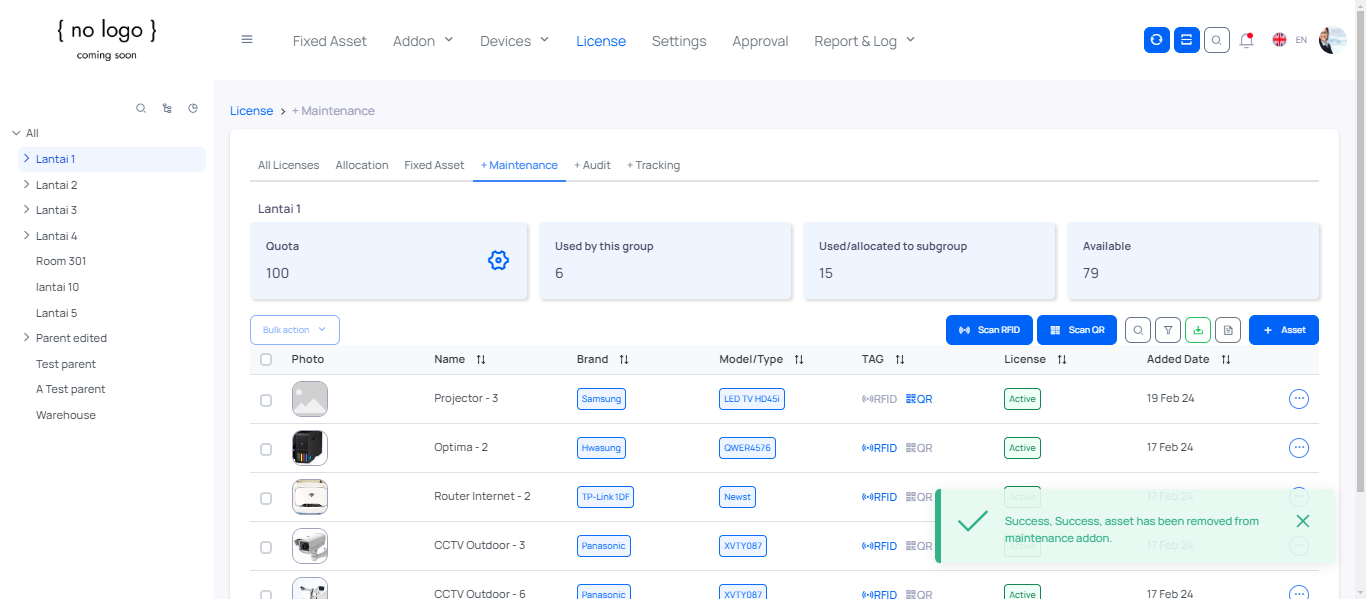 { no logo }
coming soon
Fixed Asset Addon Devices License Settings Approval Report & Log EN
License > + Maintenance
All
Lantai 1
Lantai 2
Lantai 3
Lantai 4
Room 301
lantai 10
Lantai 5
Parent edited
Test parent
A Test parent
Warehouse
All Licenses Allocation Fixed Asset + Maintenance + Audit + Tracking
Lantai 1
Quota Used by this group Used/allocated to subgroup Available
100 6 15 79
Bulk action Scan RFID Scan QR + Asset
Photo Name Brand Model/Type TAG License Added Date
Projector - 3 Samsung LED TV HD45i RFID QR Active 19 Feb 24
Optima - 2 Hwasung QWER4576 RFID QR Active 17 Feb 24
Router Internet - 2 TP-Link 1DF Newst RFID QR Active 17 Feb 24
Success, Success, asset has been removed from
maintenance addon.
CCTV Outdoor - 3 Panasonic XVTY087 RFID QR Active 17 Feb 24
CCTV Outdoor - 6 Panasonic XVTY087 RFID QR Active 17 Feb 24